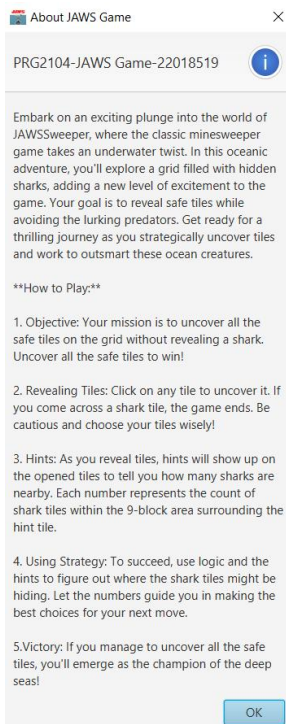 About JAWS Game
PRG2104-JAWS Game-22018519
Embark on an exciting plunge into the world of
JAWSSweeper, where the classic minesweeper
game takes an underwater twist. In this oceanic
adventure, you'll explore a grid filled with hidden
sharks, adding a new level of excitement to the
game. Your goal is to reveal safe tiles while
avoiding the lurking predators. Get ready for a
thrilling journey as you strategically uncover tiles
and work to outsmart these ocean creatures.
**How to Play:**
1. Objective: Your mission is to uncover all the
safe tiles on the grid without revealing a shark.
Uncover all the safe tiles to win!
2. Revealing Tiles: Click on any tile to uncover it. If
you come across a shark tile, the game ends. Be
cautious and choose your tiles wisely!
3. Hints: As you reveal tiles, hints will show up on
the opened tiles to tell you how many sharks are
nearby. Each number represents the count of
shark tiles within the 9-block area surrounding the
hint tile.
4. Using Strategy: To succeed, use logic and the
hints to figure out where the shark tiles might be
hiding. Let the numbers guide you in making the
best choices for your next move.
5.Victory: If you manage to uncover all the safe
tiles, you'll emerge as the champion of the deep
seas!
OK